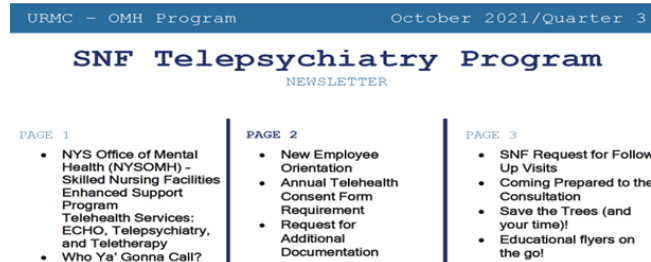 URMC – OMH Program October 2021/Quarter 3
SNF Telepsychiatry Program
NEWSLETTER
PAGE 1
• NYS Office of Mental
Health (NYSOMH) -
Skilled Nursing Facilities
Enhanced Support
Program
Telehealth Services:
ECHO, Telepsychiatry,
and Teletherapy
• Who Ya' Gonna Call?
PAGE 2
• New Employee
Orientation
• Annual Telehealth
Consent Form
Requirement
• Request for
Additional
Documentation
PAGE 3
• SNF Request for Follow
Up Visits
• Coming Prepared to the
Consultation
• Save the Trees (and
your time)!
• Educational flyers on
the go!